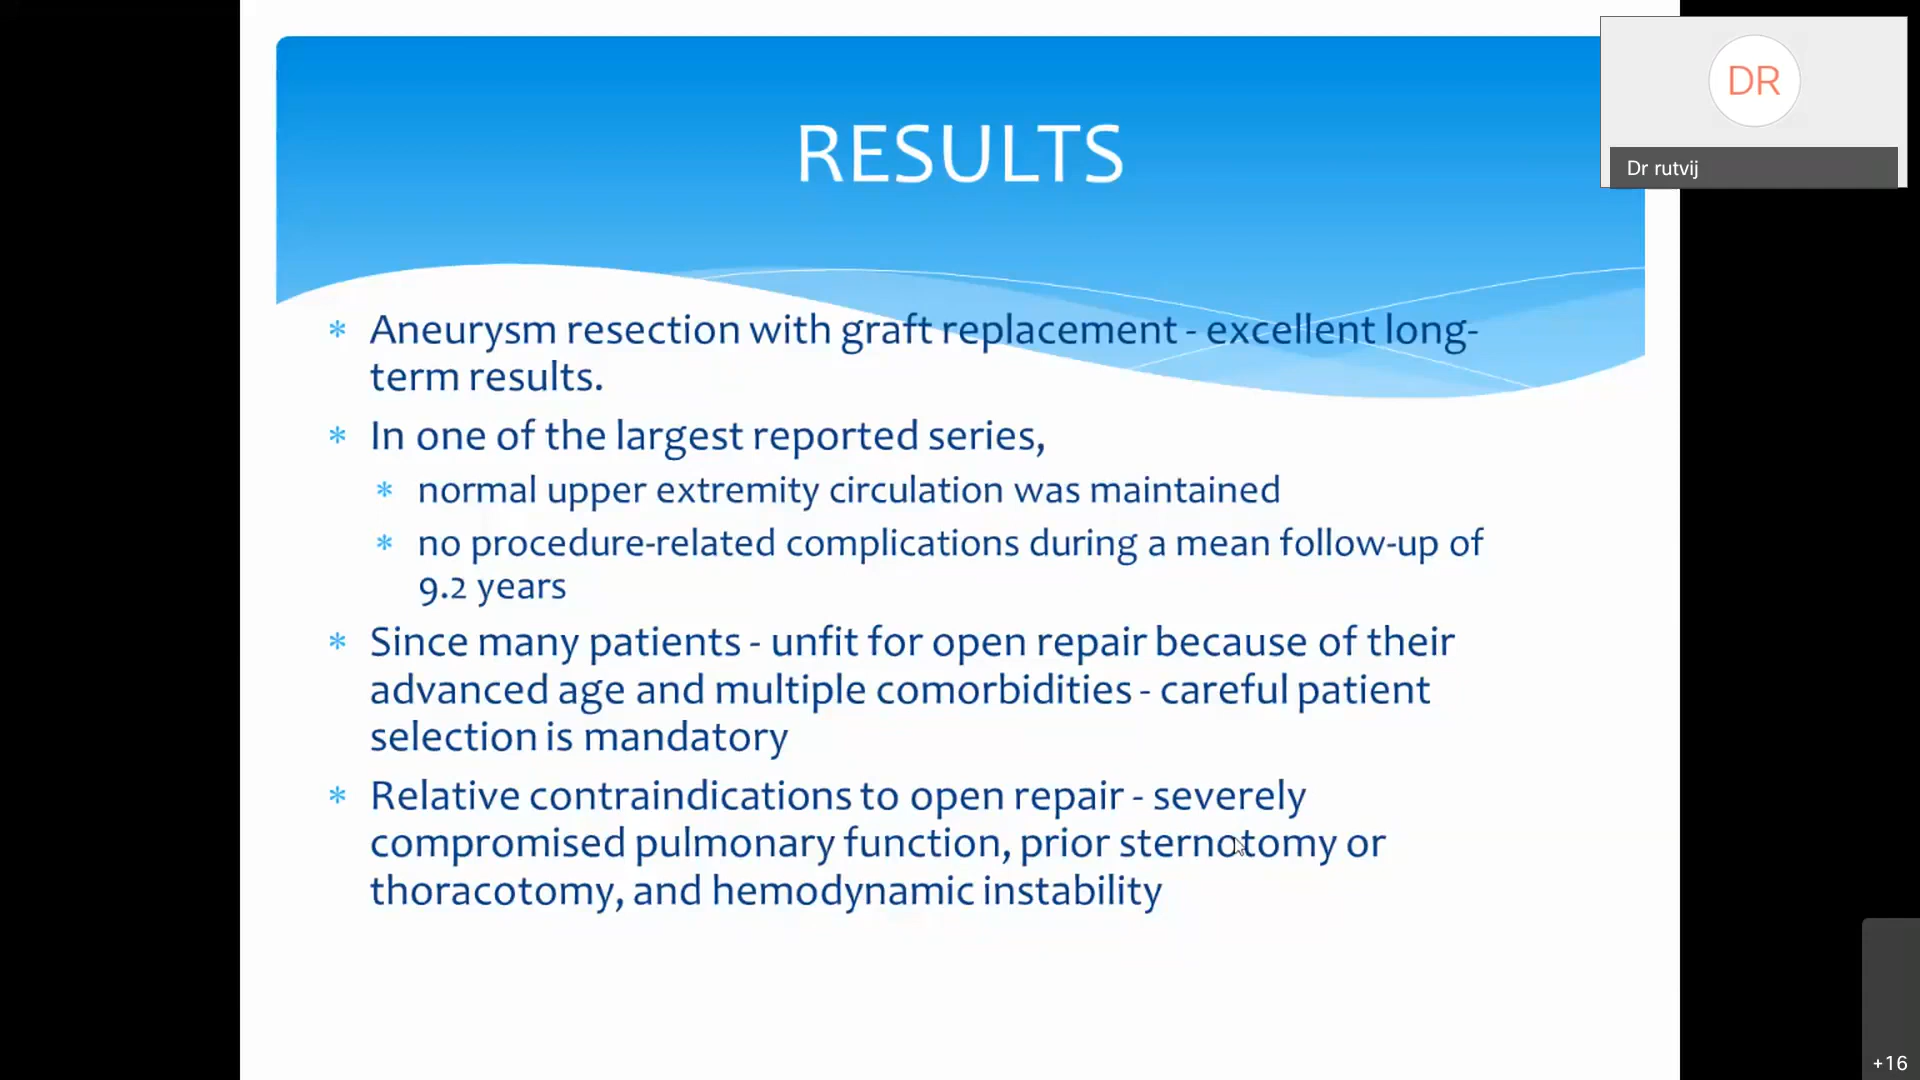 RESULTS
DR
Dr rutvij
* Aneurysm resection with graft replacement - excellent long-
term results.
* In one of the largest reported series,
* normal upper extremity circulation was maintained
* no procedure-related complications during a mean follow-up of
9.2 years
* Since many patients - unfit for open repair because of their
advanced age and multiple comorbidities - careful patient
selection is mandatory
* Relative contraindications to open repair - severely
compromised pulmonary function, prior sternotomy or
thoracotomy, and hemodynamic instability
+16